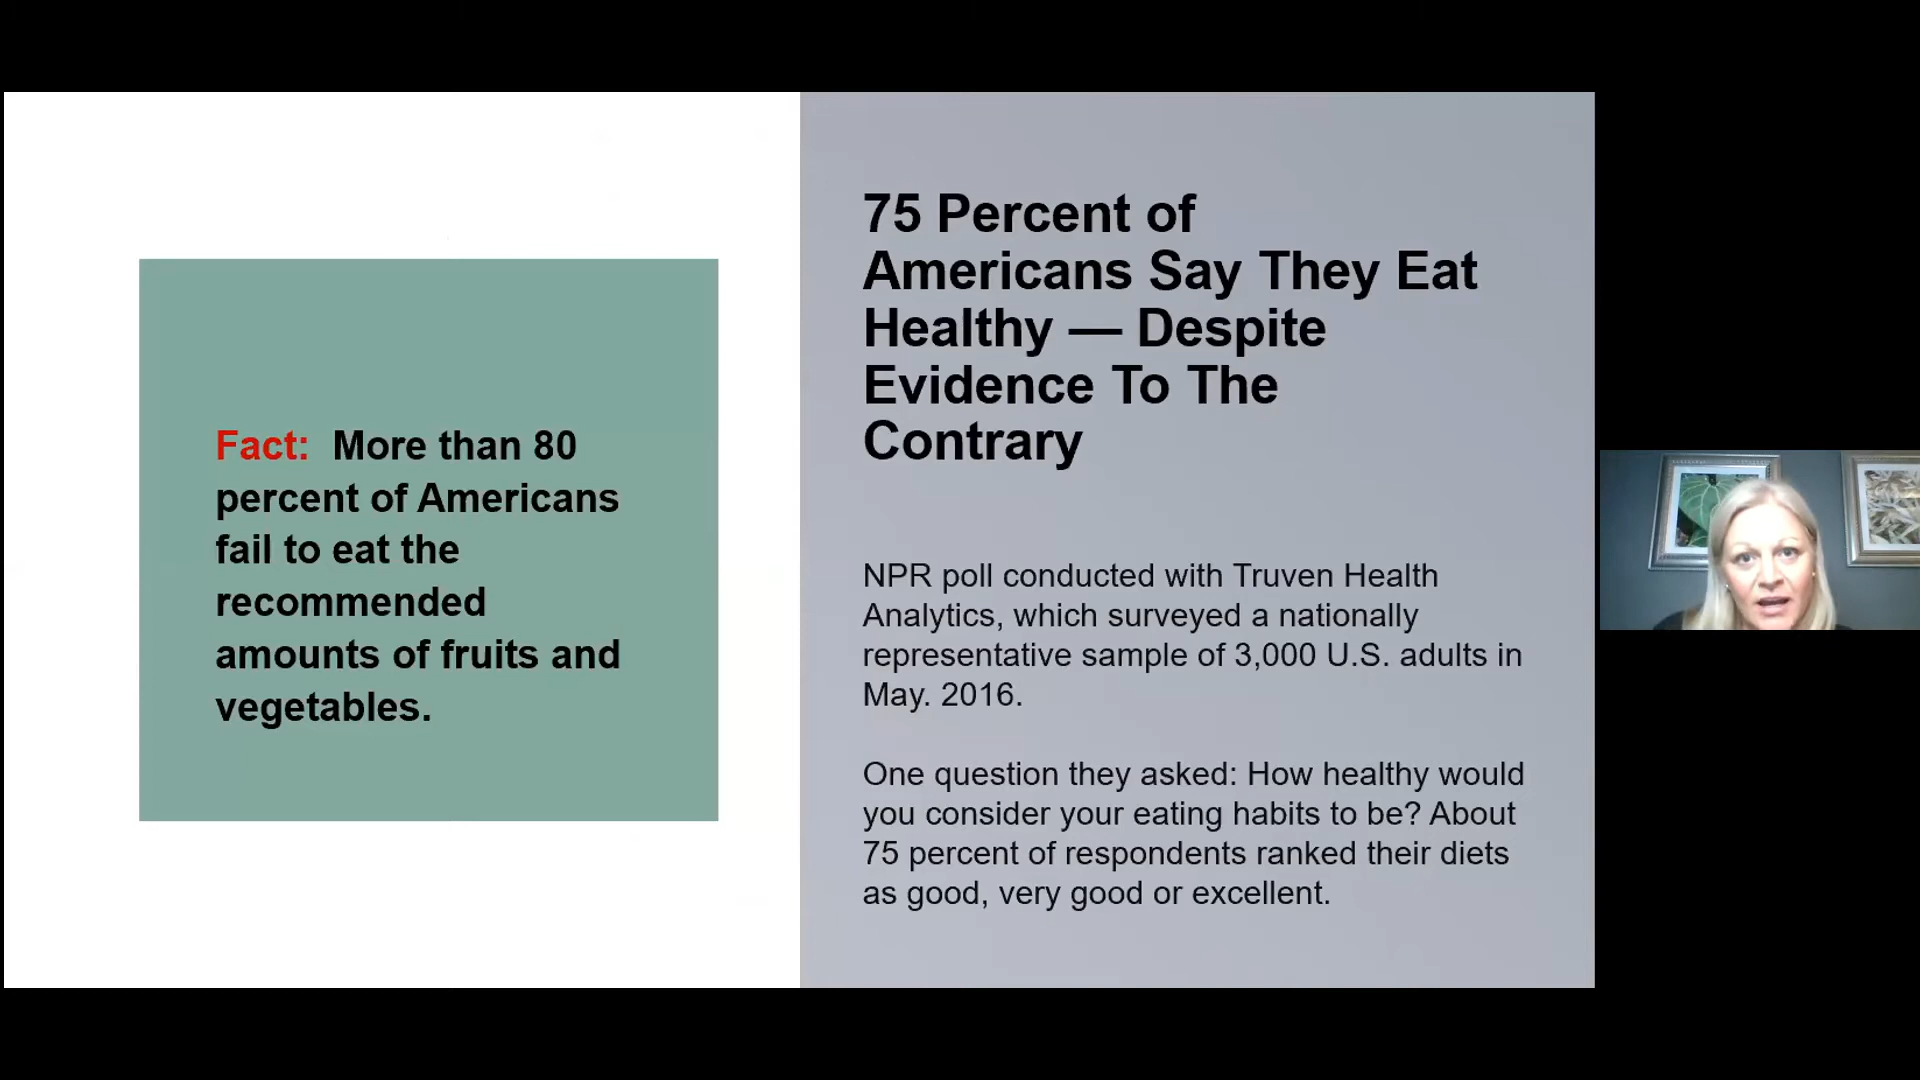 Fact:  More than 80
percent of Americans
fail to eat the
recommended
amounts of fruits and
vegetables.
75 Percent of
Americans Say They Eat
Healthy — Despite
Evidence To The
Contrary
NPR poll conducted with Truven Health
Analytics, which surveyed a nationally
representative sample of 3,000 U.S. adults in
May. 2016.
One question they asked: How healthy would
you consider your eating habits to be? About
75 percent of respondents ranked their diets
as good, very good or excellent.